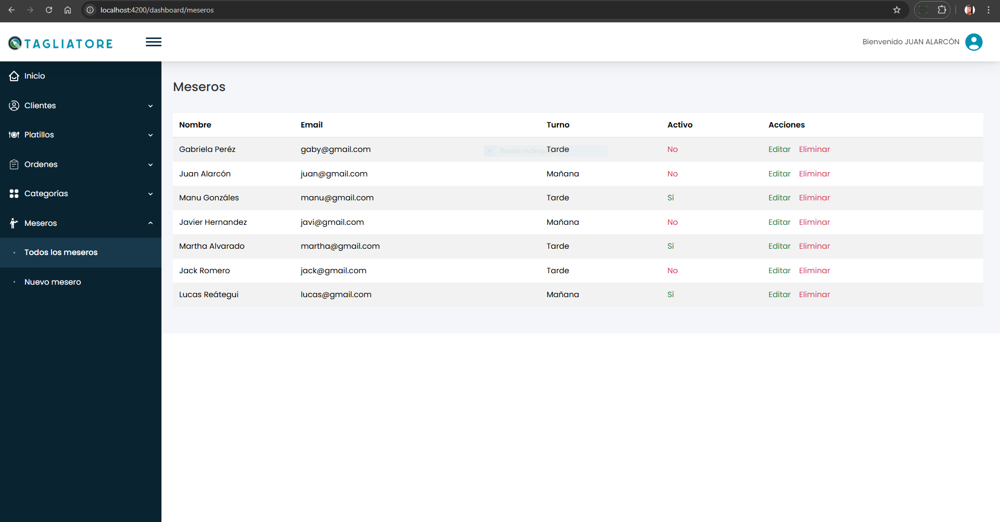 localhost:4200/dashboard/meseros
TAGLIATORE
Bienvenido JUAN ALARCÓN
Inicio
Clientes
Platillos
Ordenes
Categorías
Meseros
Todos los meseros
Nuevo mesero
Meseros
Nombre Email Turno Activo Acciones
Gabriela Peréz gaby@gmail.com Tarde No Editar Eliminar
Juan Alarcón juan@gmail.com Mañana No Editar Eliminar
Manu Gonzáles manu@gmail.com Tarde Sí Editar Eliminar
Javier Hernandez javi@gmail.com Mañana No Editar Eliminar
Martha Alvarado martha@gmail.com Tarde Sí Editar Eliminar
Jack Romero jack@gmail.com Tarde No Editar Eliminar
Lucas Reátegui lucas@gmail.com Mañana Sí Editar Eliminar